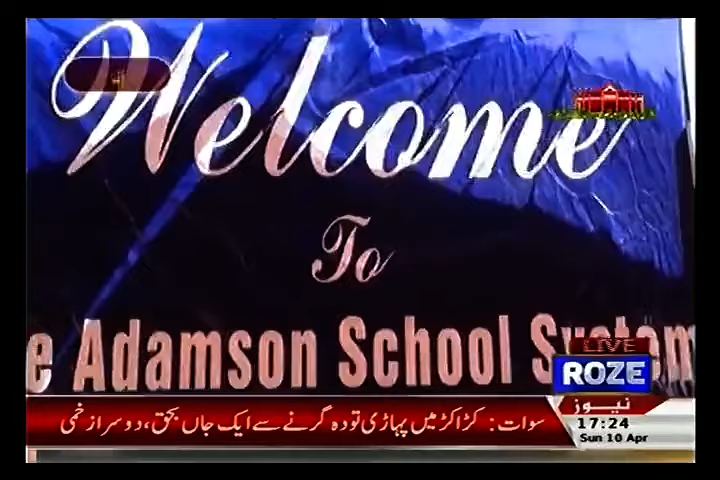 Welcome
To
e Adamson School System
LIVE
ROZE
نیوز
سوات: کڑاکڑ میں پہاڑی تودہ گرنے سے ایک جاں بحق، دوسرا زخمی
17:24
Sun 10 Apr